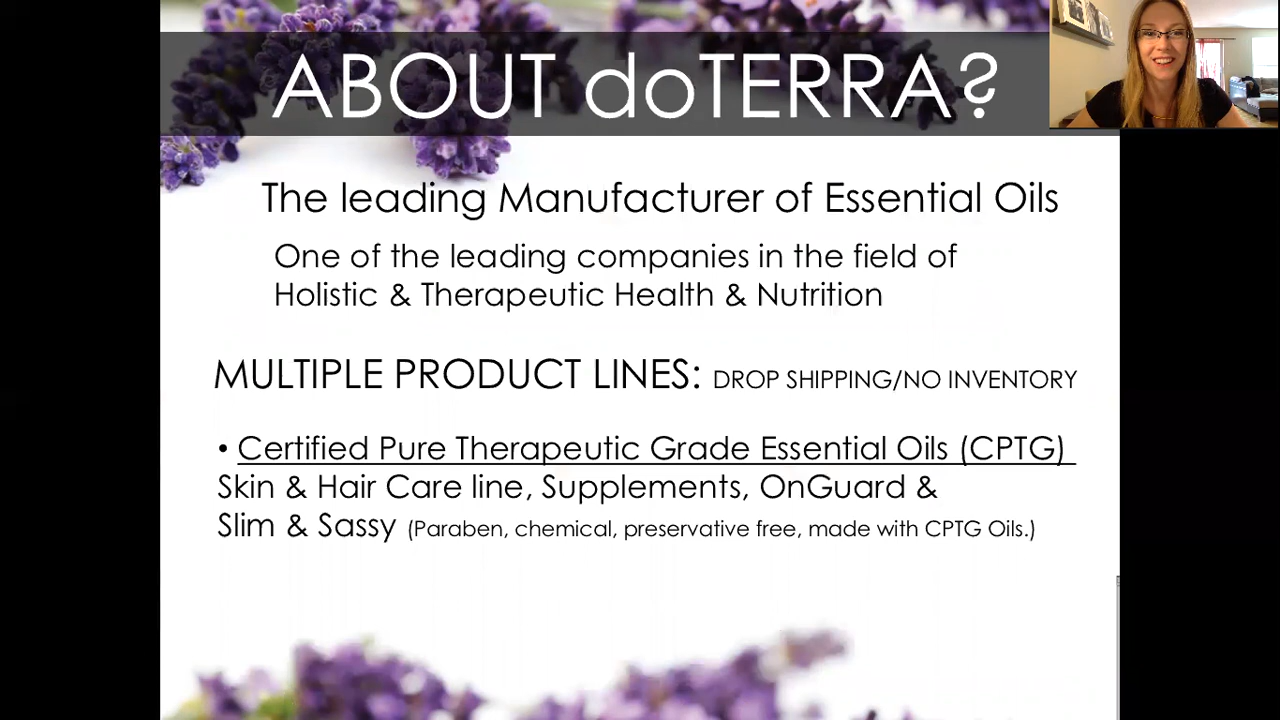 ABOUT doTERRA?
The leading Manufacturer of Essential Oils
One of the leading companies in the field of
Holistic & Therapeutic Health & Nutrition
MULTIPLE PRODUCT LINES: DROP SHIPPING/NO INVENTORY
• Certified Pure Therapeutic Grade Essential Oils (CPTG)
Skin & Hair Care line, Supplements, OnGuard &
Slim & Sassy (Paraben, chemical, preservative free, made with CPTG Oils.)